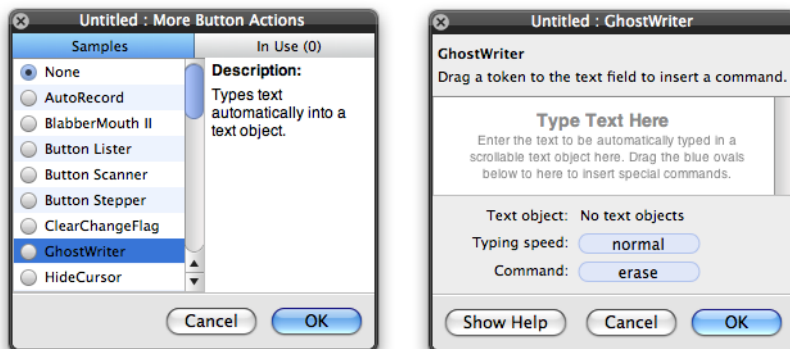 Untitled : More Button Actions
Samples
In Use (0)
None
AutoRecord
BlabberMouth II
Button Lister
Button Scanner
Button Stepper
ClearChangeFlag
GhostWriter
HideCursor
Description:
Types text
automatically into a
text object.
Cancel
OK
Untitled : GhostWriter
GhostWriter
Drag a token to the text field to insert a command.
Type Text Here
Enter the text to be automatically typed in a
scrollable text object here. Drag the blue ovals
below to here to insert special commands.
Text object: No text objects
Typing speed: normal
Command: erase
Show Help
Cancel
OK